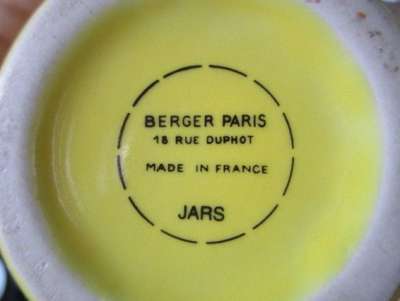 BERGER PARIS
18 RUE DUPHOT
MADE IN FRANCE
JARS